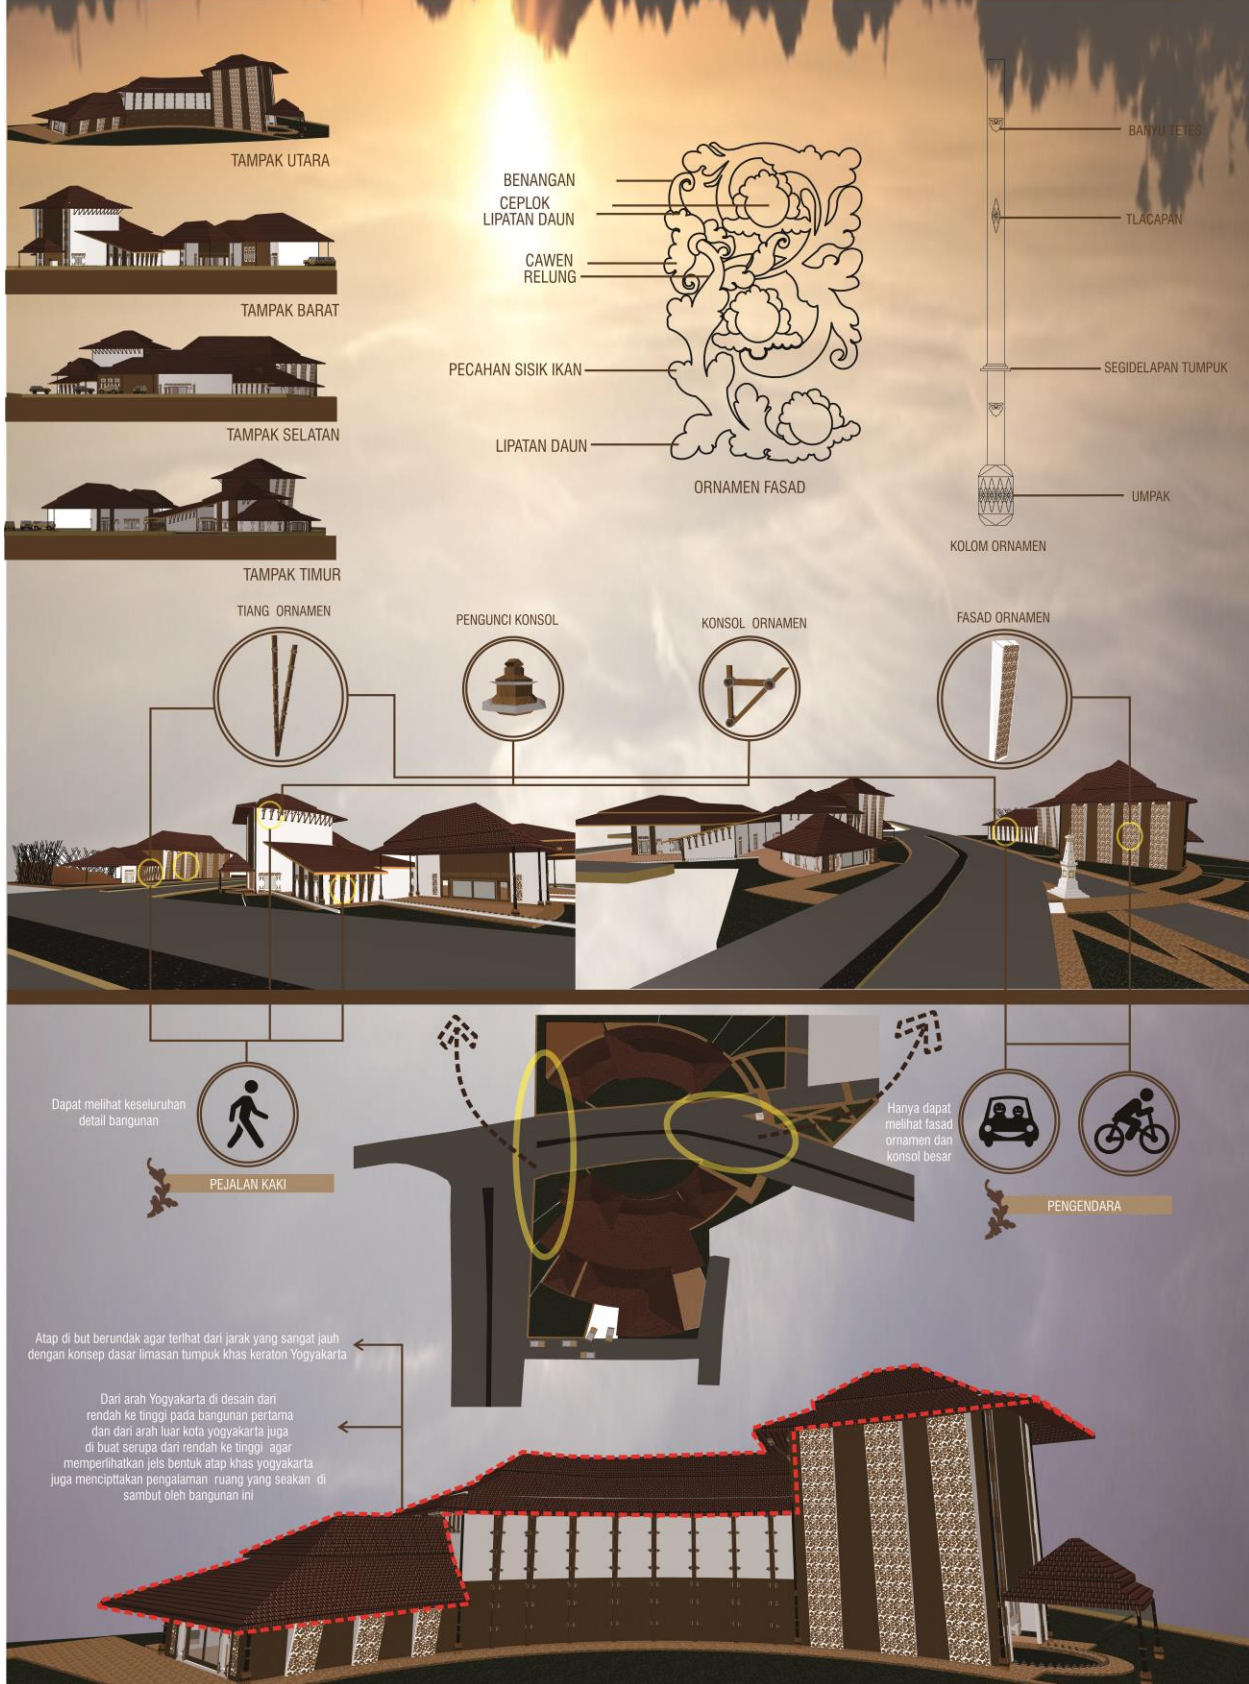 TAMPAK UTARA
TAMPAK BARAT
TAMPAK SELATAN
TAMPAK TIMUR
BENANGAN
CEPLOK
LIPATAN DAUN
CAWEN
RELUNG
PECAHAN SISIK IKAN
LIPATAN DAUN
ORNAMEN FASAD
BANYU TETES
TLACAPAN
SEGIDELAPAN TUMPUK
UMPAK
KOLOM ORNAMEN
TIANG ORNAMEN
PENGUNCI KONSOL
KONSOL ORNAMEN
FASAD ORNAMEN
Dapat melihat keseluruhan
detail bangunan
PEJALAN KAKI
Hanya dapat
melihat fasad
ornamen dan
konsol besar
PENGENDARA
Atap di but berundak agar terlhat dari jarak yang sangat jauh
dengan konsep dasar limasan tumpuk khas keraton Yogyakarta
Dari arah Yogyakarta di desain dari
rendah ke tinggi pada bangunan pertama
dan dari arah luar kota yogyakarta juga
di buat serupa dari rendah ke tinggi agar
memperlihatkan jels bentuk atap khas yogyakarta
juga mencipttakan pengalaman ruang yang seakan di
sambut oleh bangunan ini